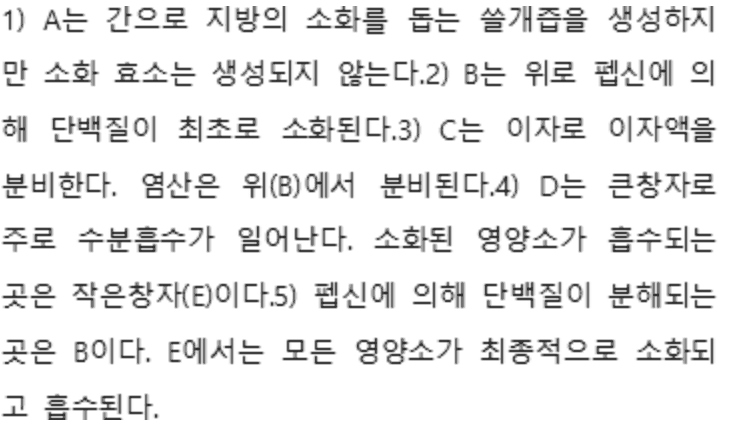 1) A는 간으로 지방의 소화를 돕는 쓸개즙을 생성하지
만 소화 효소는 생성되지 않는다.2) B는 위로 펩신에 의
해 단백질이 최초로 소화된다.3) C는 이자로 이자액을
분비한다. 염산은 위(B)에서 분비된다.4) D는 큰창자로
주로 수분흡수가 일어난다. 소화된 영양소가 흡수되는
곳은 작은창자(E)이다.5) 펩신에 의해 단백질이 분해되는
곳은 B이다. E에서는 모든 영양소가 최종적으로 소화되
고 흡수된다.